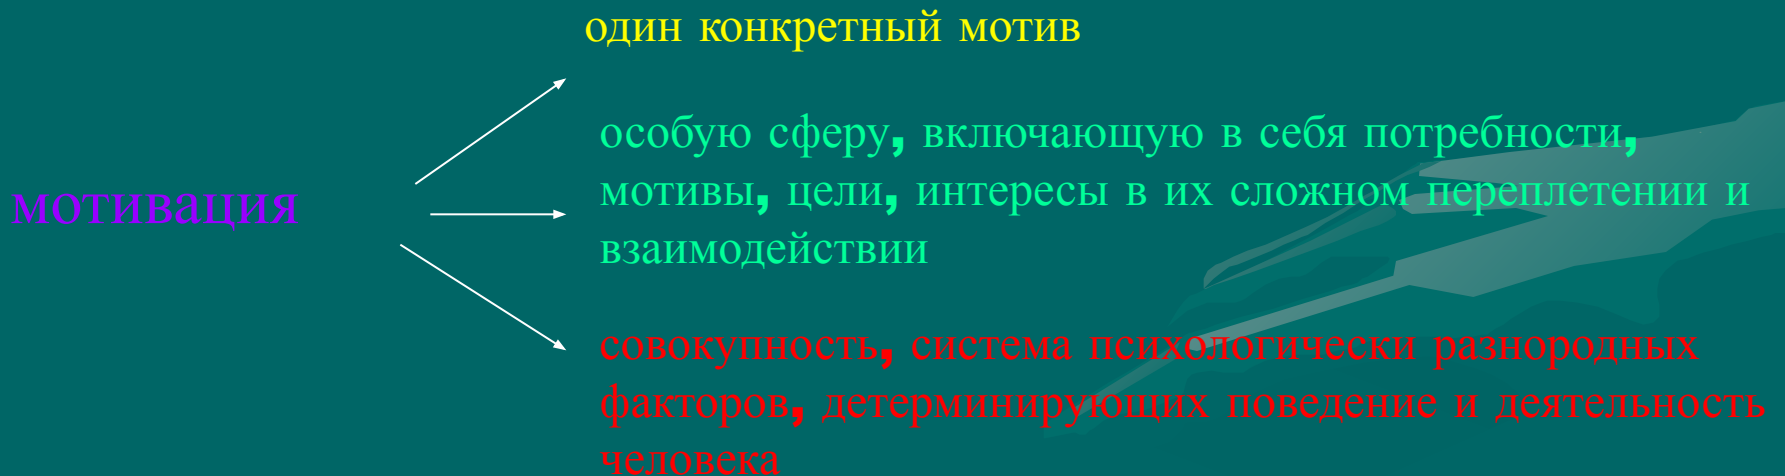 один конкретный мотив
особую сферу, включающую в себя потребности,
мотивы, цели, интересы в их сложном переплетении и
взаимодействии
мотивация
совокупность, система психологически разнородных
факторов, детерминирующих поведение и деятельность
человека